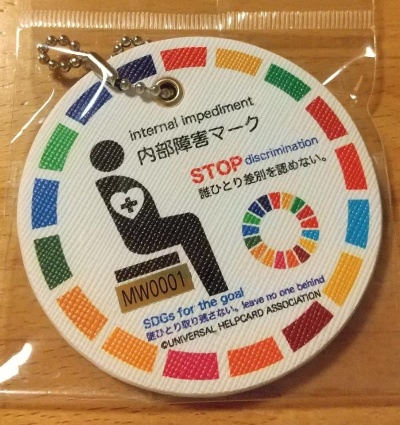 internal impediment
内部障害マーク
STOP discrimination
誰ひとり差別を認めない。
MW0001
SDGs for the goal
誰ひとり取り残さない。leave no one behind
©UNIVERSAL HELPCARD ASSOCIATION